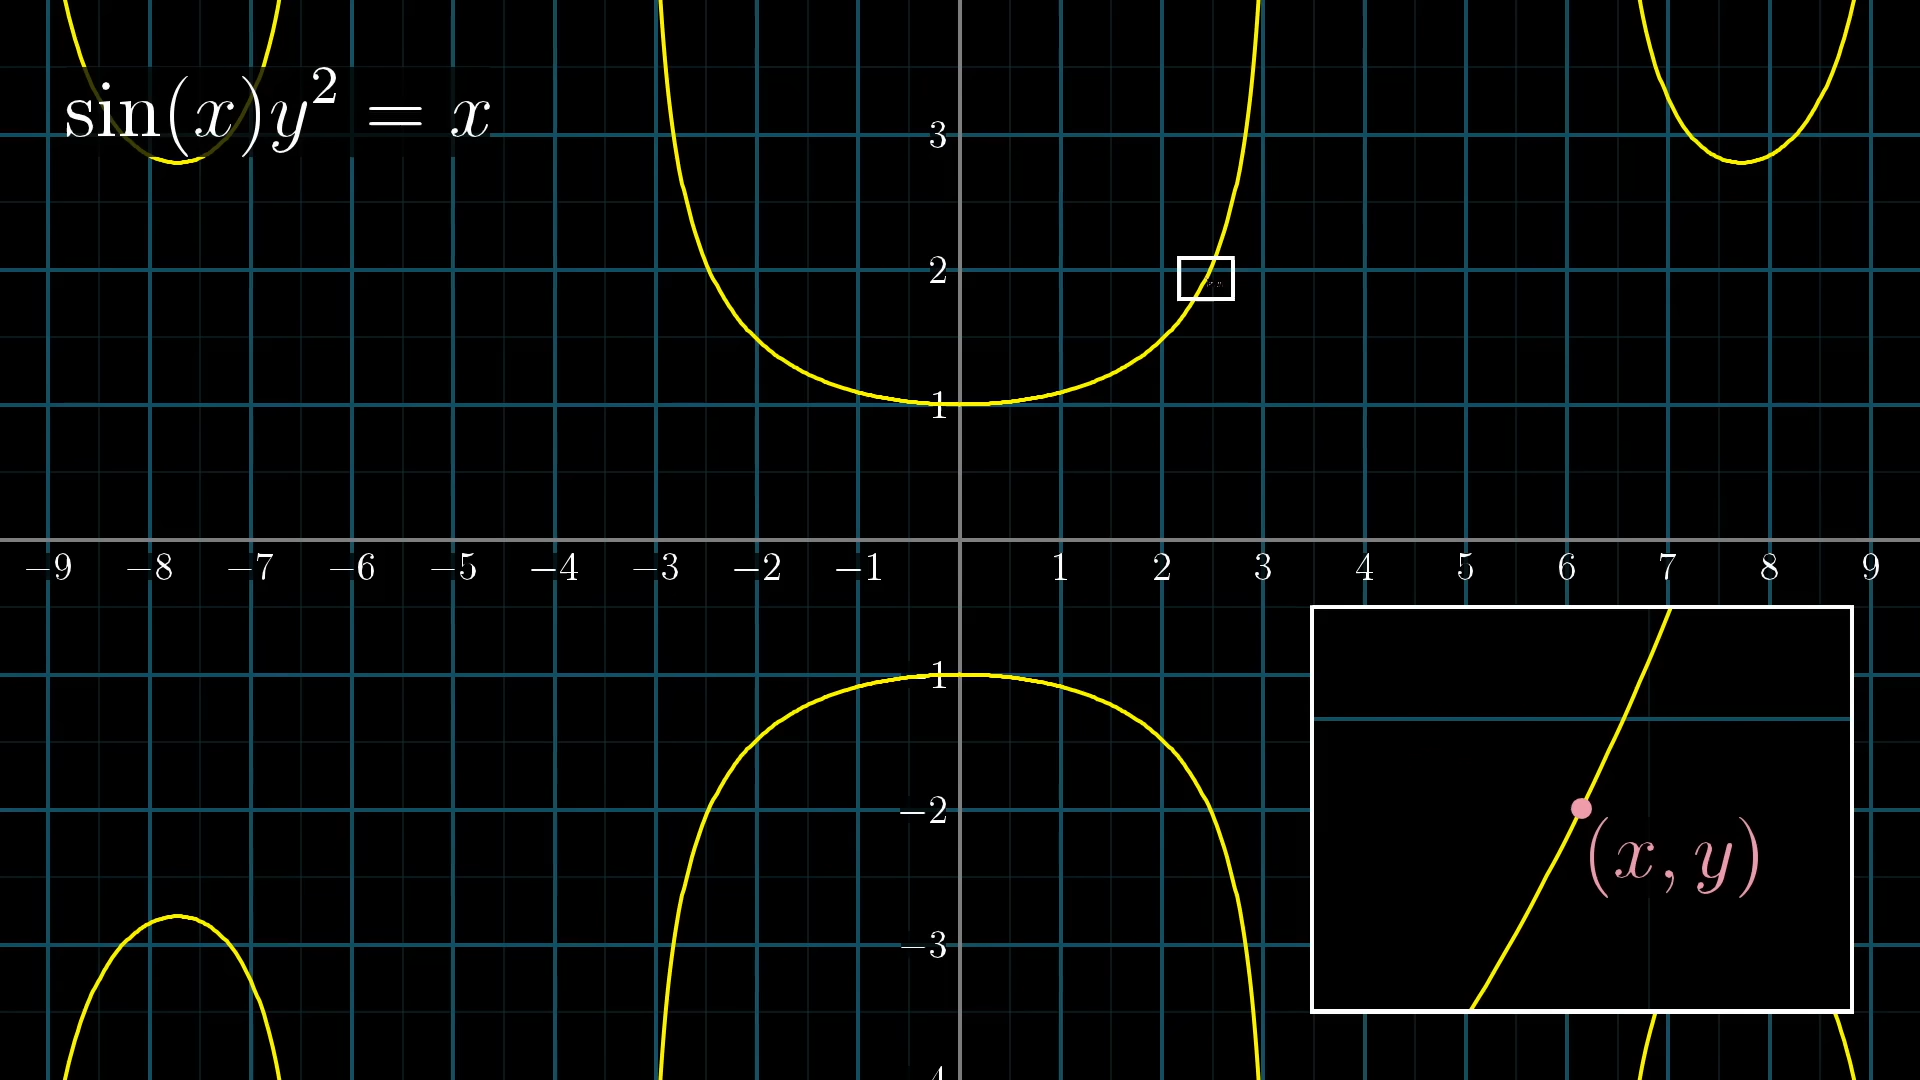 sin(x)y² = x
3
2
1
−9 −8 −7 −6 −5 −4 −3 −2 −1 1 2 3 4 5 6 7 8 9
1
−2
−3
(x, y)